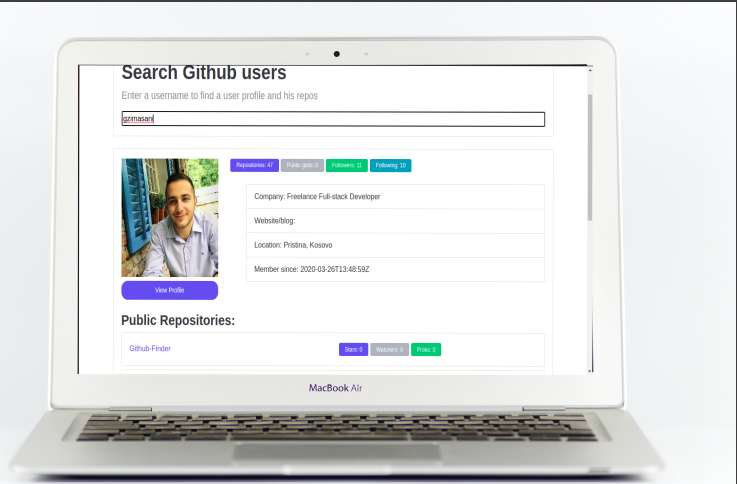 Search Github users
Enter a username to find a user profile and his repos
gzimasani
Repositories: 47 Public gists: 0 Followers: 11 Following: 10
Company: Freelance Full-stack Developer
Website/blog:
Location: Pristina, Kosovo
Member since: 2020-03-26T13:48:59Z
View Profile
Public Repositories:
Github-Finder Stars: 0 Watchers: 0 Froks: 0
MacBook Air